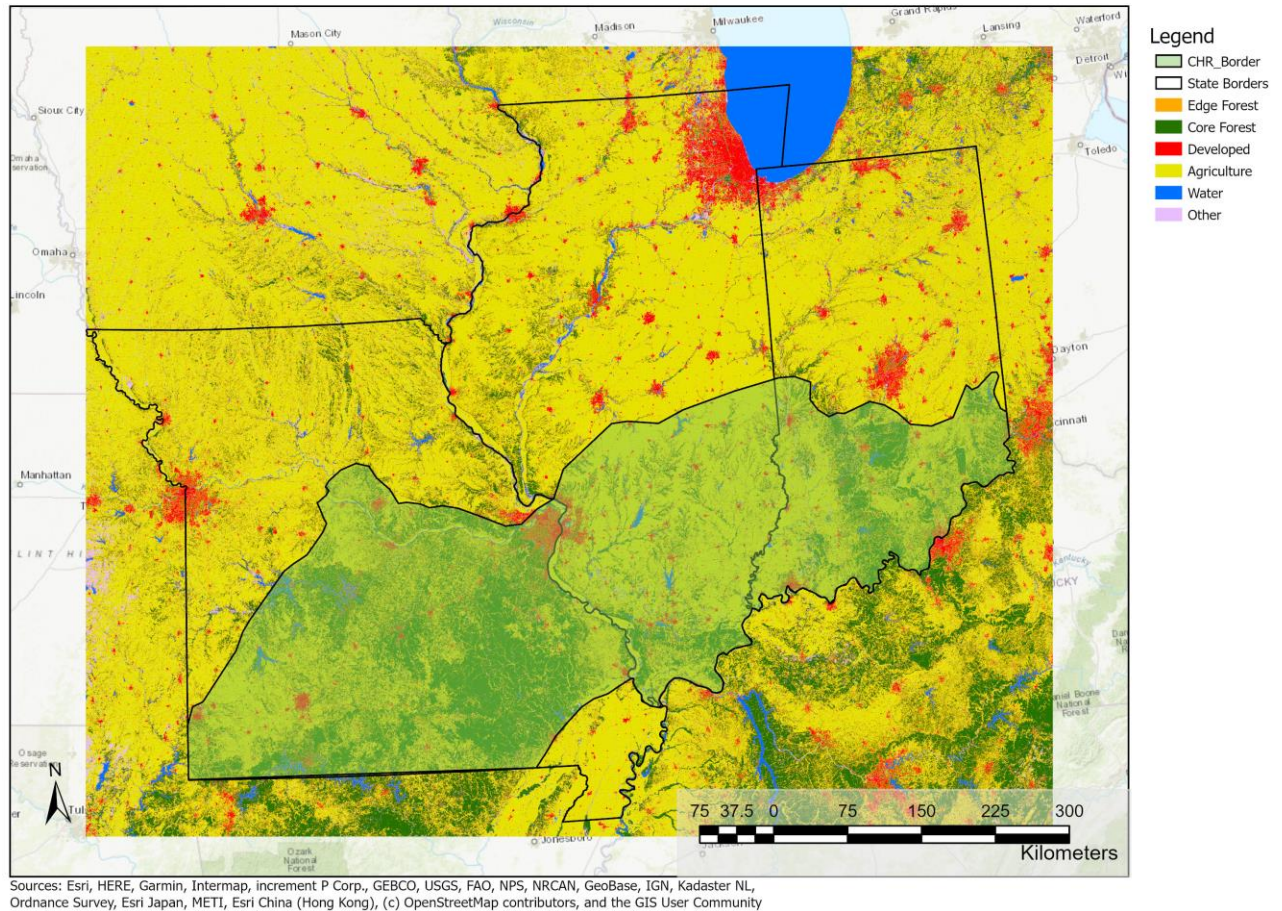 Wisconsin
Madison
Milwaukee
Grand Rapids
Lansing
Waterford
Mason City
Detroit
Legend
CHR_Border
State Borders
Edge Forest
Core Forest
Developed
Agriculture
Water
Other
Sioux City
Toledo
Omaha
Lincoln
Dayton
Manhattan
Kentucky
Osage
N
Jonesboro
Ozark
National
Forest
National
Forest
75 37.5 0 75 150 225 300
Kilometers
Sources: Esri, HERE, Garmin, Intermap, increment P Corp., GEBCO, USGS, FAO, NPS, NRCAN, GeoBase, IGN, Kadaster NL,
Ordnance Survey, Esri Japan, METI, Esri China (Hong Kong), (c) OpenStreetMap contributors, and the GIS User Community